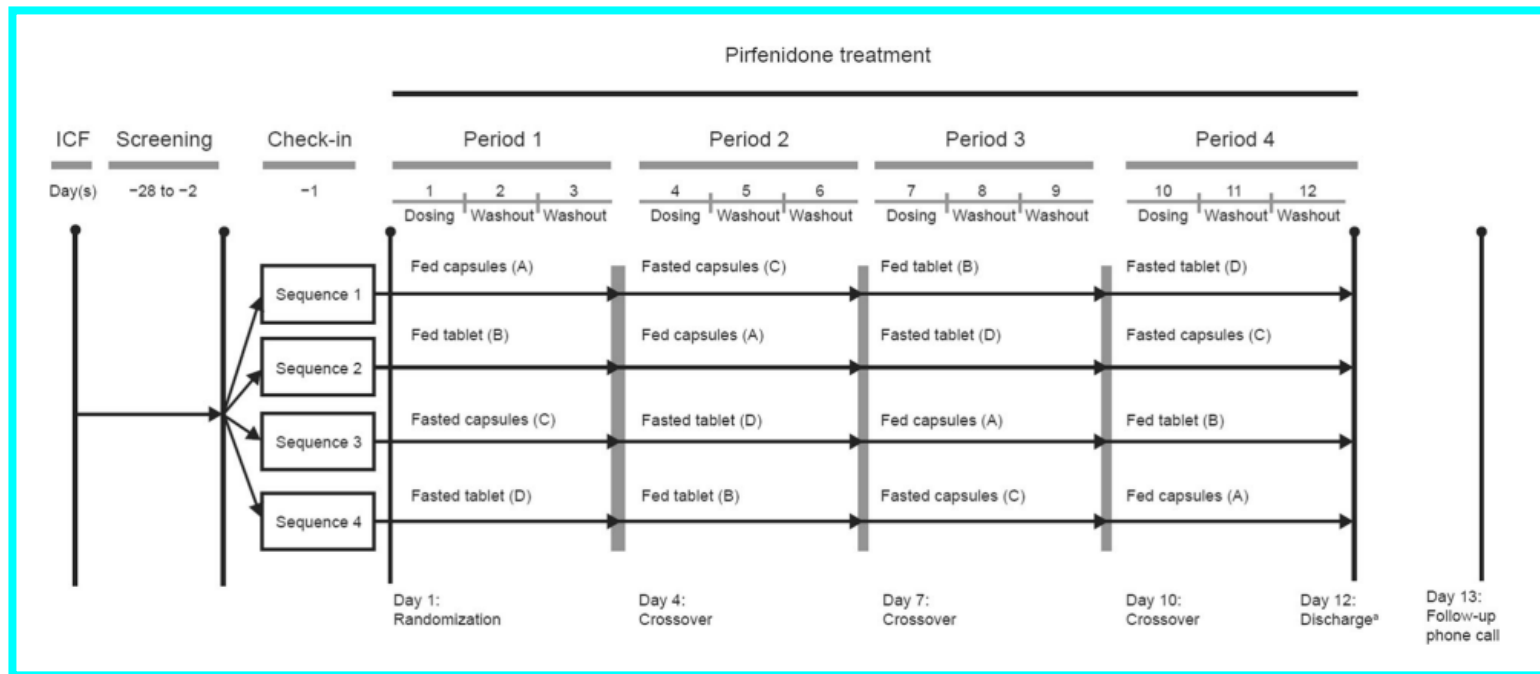 Pirfenidone treatment
ICF Screening Check-in Period 1 Period 2 Period 3 Period 4
Day(s) −28 to −2 −1 1 2 3 4 5 6 7 8 9 10 11 12
Dosing Washout Washout Dosing Washout Washout Dosing Washout Washout Dosing Washout Washout
Sequence 1 Fed capsules (A) Fasted capsules (C) Fed tablet (B) Fasted tablet (D)
Sequence 2 Fed tablet (B) Fed capsules (A) Fasted tablet (D) Fasted capsules (C)
Sequence 3 Fasted capsules (C) Fasted tablet (D) Fed capsules (A) Fed tablet (B)
Sequence 4 Fasted tablet (D) Fed tablet (B) Fasted capsules (C) Fed capsules (A)
Day 1:
Randomization
Day 4:
Crossover
Day 7:
Crossover
Day 10:
Crossover
Day 12:
Dischargeᵃ
Day 13:
Follow-up
phone call